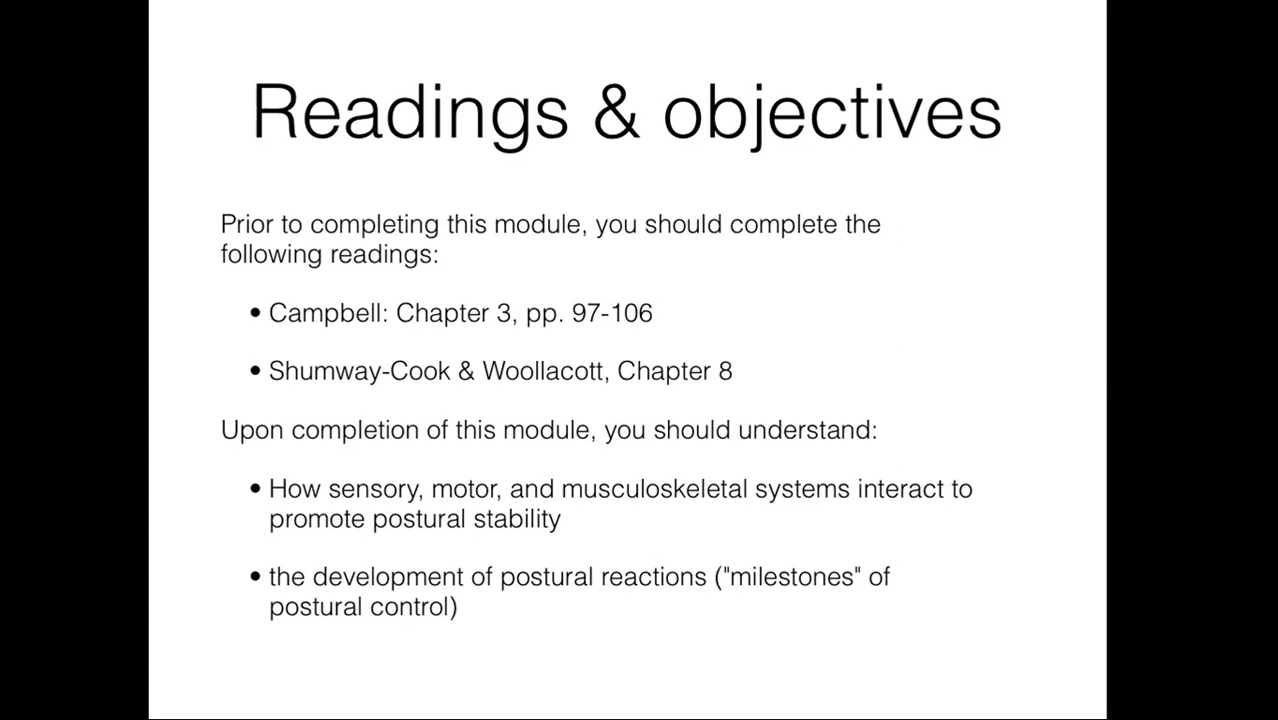 Readings & objectives
Prior to completing this module, you should complete the
following readings:
• Campbell: Chapter 3, pp. 97-106
• Shumway-Cook & Woollacott, Chapter 8
Upon completion of this module, you should understand:
• How sensory, motor, and musculoskeletal systems interact to
promote postural stability
• the development of postural reactions ("milestones" of
postural control)